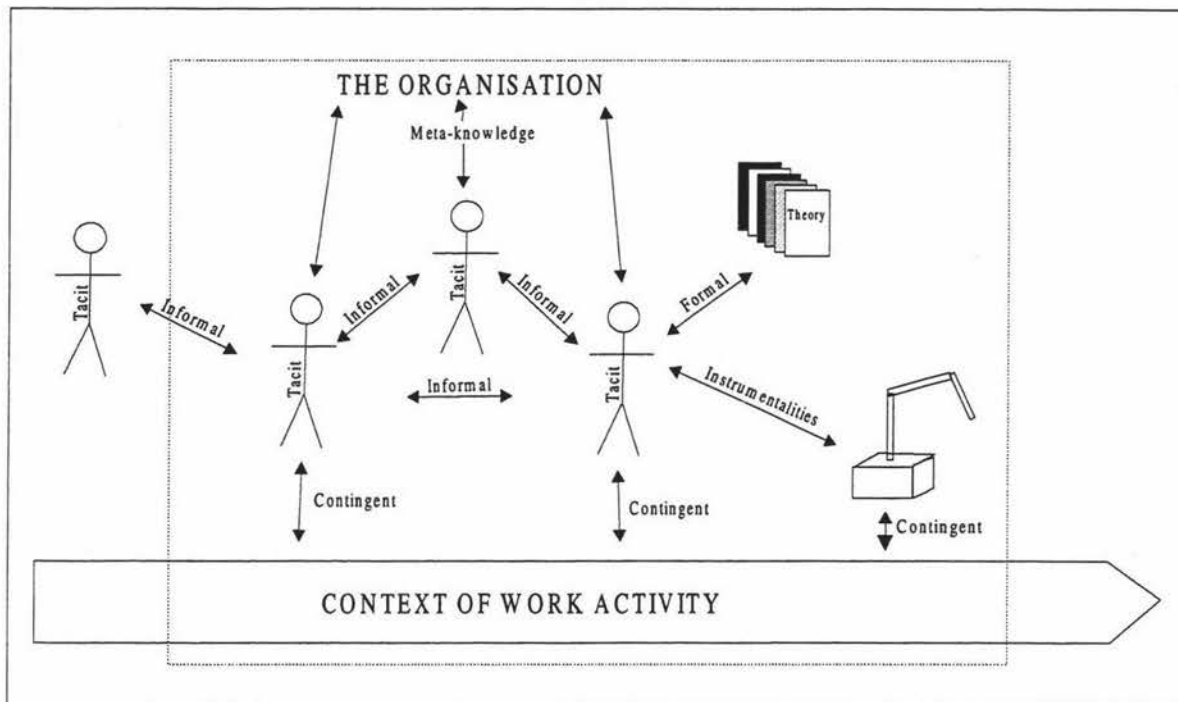 THE ORGANISATION
Meta-knowledge
Theory
Tacit
Tacit
Tacit
Tacit
Informal
Informal
Informal
Formal
Informal
Instrumentalities
Contingent
Contingent
Contingent
CONTEXT OF WORK ACTIVITY